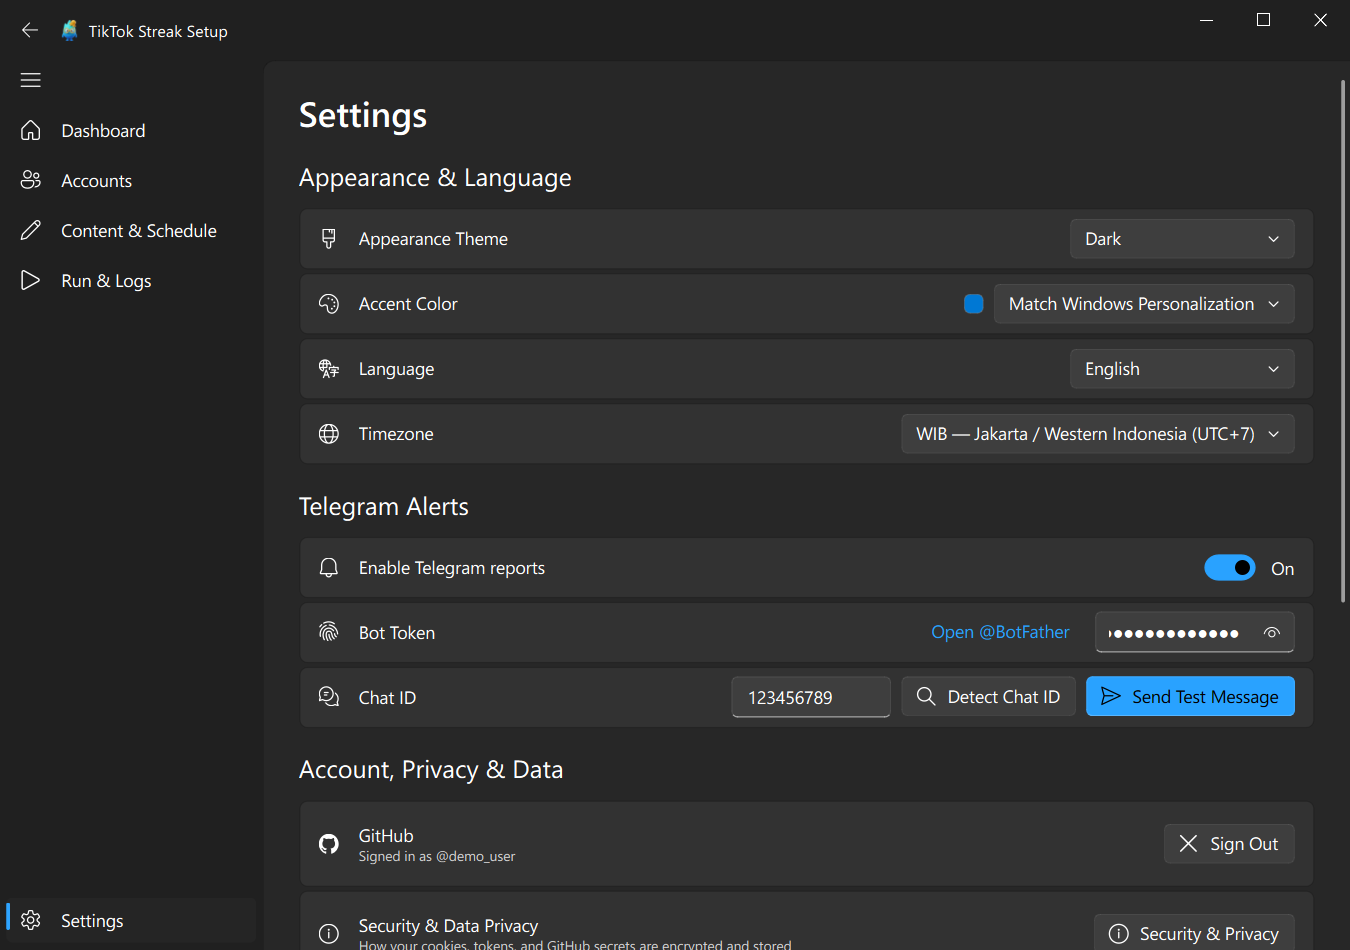 TikTok Streak Setup
Dashboard
Accounts
Content & Schedule
Run & Logs
Settings
Settings
Appearance & Language
Appearance Theme
Dark
Accent Color
Match Windows Personalization
Language
English
Timezone
WIB — Jakarta / Western Indonesia (UTC+7)
Telegram Alerts
Enable Telegram reports
On
Bot Token
Open @BotFather
Chat ID
123456789
Detect Chat ID
Send Test Message
Account, Privacy & Data
GitHub
Signed in as @demo_user
Sign Out
Security & Data Privacy
How your cookies, tokens, and GitHub secrets are encrypted and stored
Security & Privacy